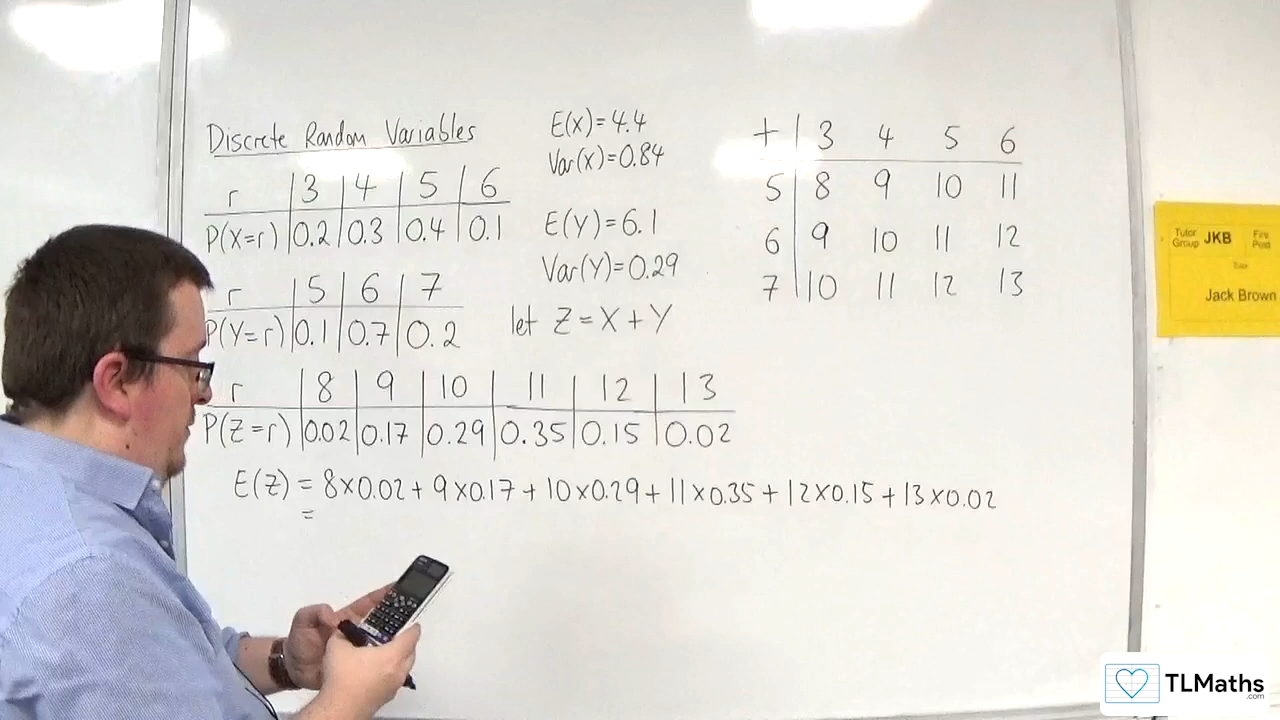 Discrete Random Variables
r 3 4 5 6
P(X=r) 0.2 0.3 0.4 0.1
E(X)=4.4
Var(X)=0.84
r 5 6 7
P(Y=r) 0.1 0.7 0.2
E(Y)=6.1
Var(Y)=0.29
let Z=X+Y
r 8 9 10 11 12 13
P(Z=r) 0.02 0.17 0.29 0.35 0.15 0.02
E(Z) = 8×0.02 + 9×0.17 + 10×0.29 + 11×0.35 + 12×0.15 + 13×0.02
=
+ 3 4 5 6
5 8 9 10 11
6 9 10 11 12
7 10 11 12 13
Tutor Group JKB Fire Post
Jack Brown
TLMaths
.com